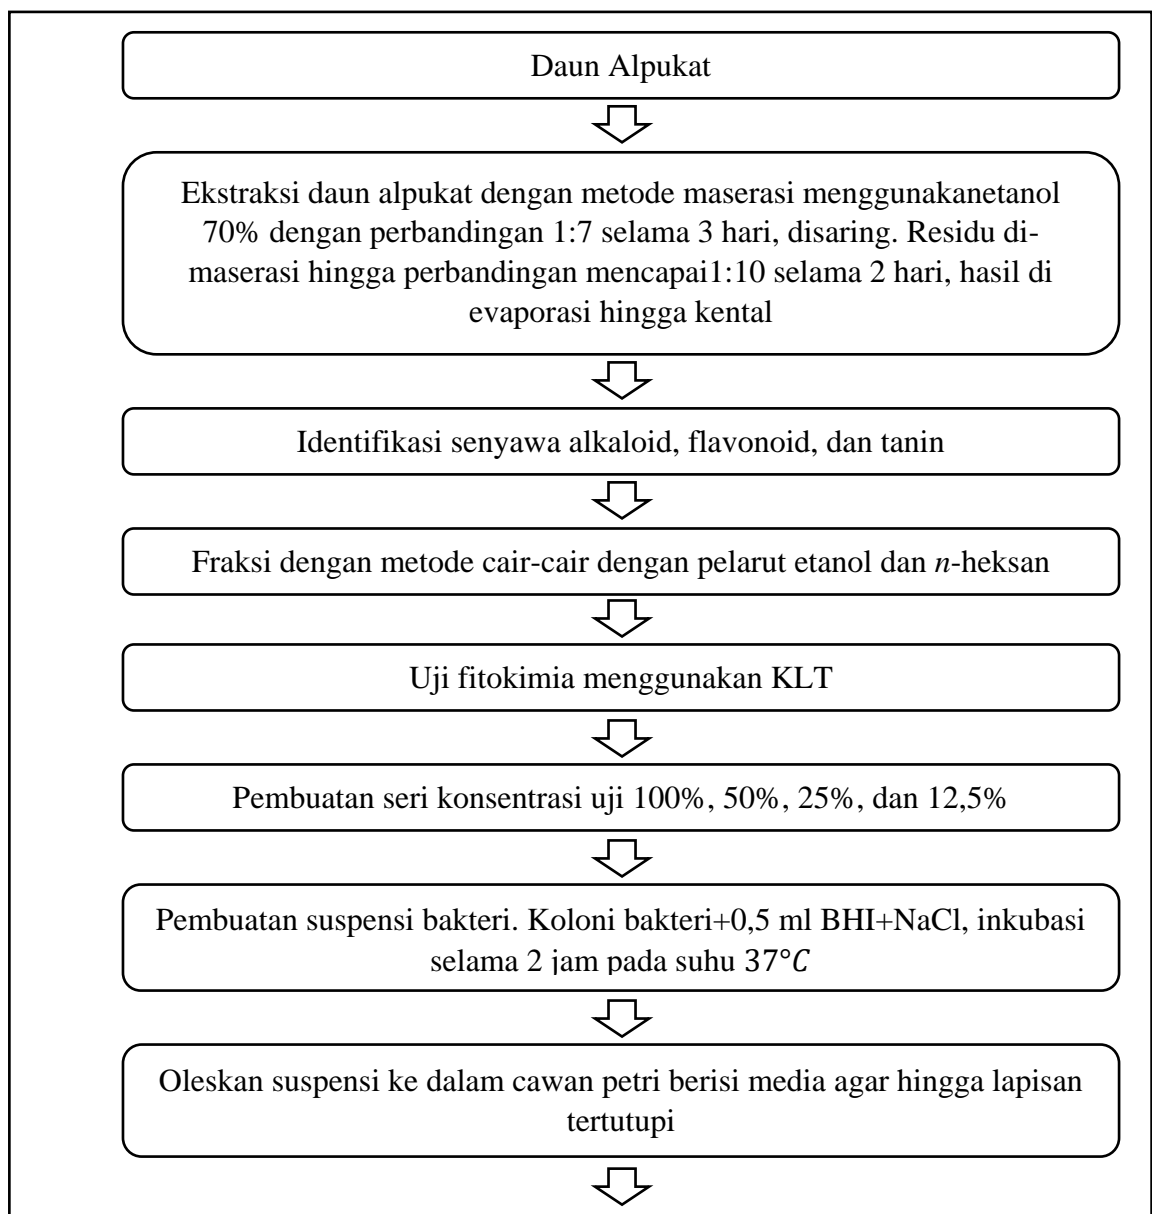 Daun Alpukat
Ekstraksi daun alpukat dengan metode maserasi menggunakanetanol
70% dengan perbandingan 1:7 selama 3 hari, disaring. Residu di-
maserasi hingga perbandingan mencapai1:10 selama 2 hari, hasil di
evaporasi hingga kental
Identifikasi senyawa alkaloid, flavonoid, dan tanin
Fraksi dengan metode cair-cair dengan pelarut etanol dan n-heksan
Uji fitokimia menggunakan KLT
Pembuatan seri konsentrasi uji 100%, 50%, 25%, dan 12,5%
Pembuatan suspensi bakteri. Koloni bakteri+0,5 ml BHI+NaCl, inkubasi
selama 2 jam pada suhu 37°C
Oleskan suspensi ke dalam cawan petri berisi media agar hingga lapisan
tertutupi